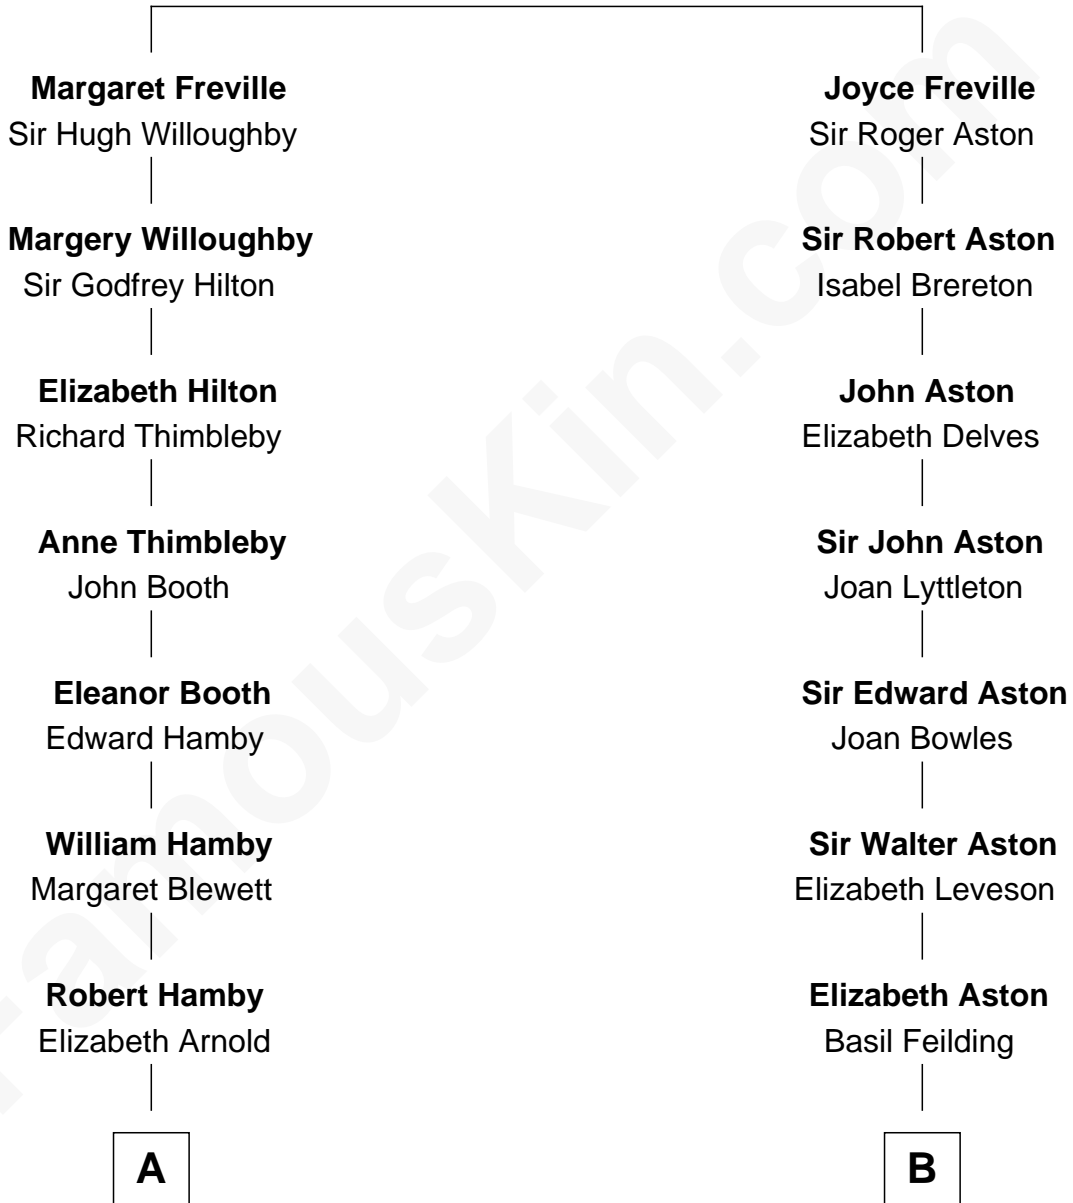 Margaret Freville
Sir Hugh Willoughby
Joyce Freville
Sir Roger Aston
Margery Willoughby
Sir Godfrey Hilton
Sir Robert Aston
Isabel Brereton
Elizabeth Hilton
Richard Thimbleby
John Aston
Elizabeth Delves
Anne Thimbleby
John Booth
Sir John Aston
Joan Lyttleton
Eleanor Booth
Edward Hamby
Sir Edward Aston
Joan Bowles
William Hamby
Margaret Blewett
Sir Walter Aston
Elizabeth Leveson
Robert Hamby
Elizabeth Arnold
Elizabeth Aston
Basil Feilding
A
B
FamousKin.com